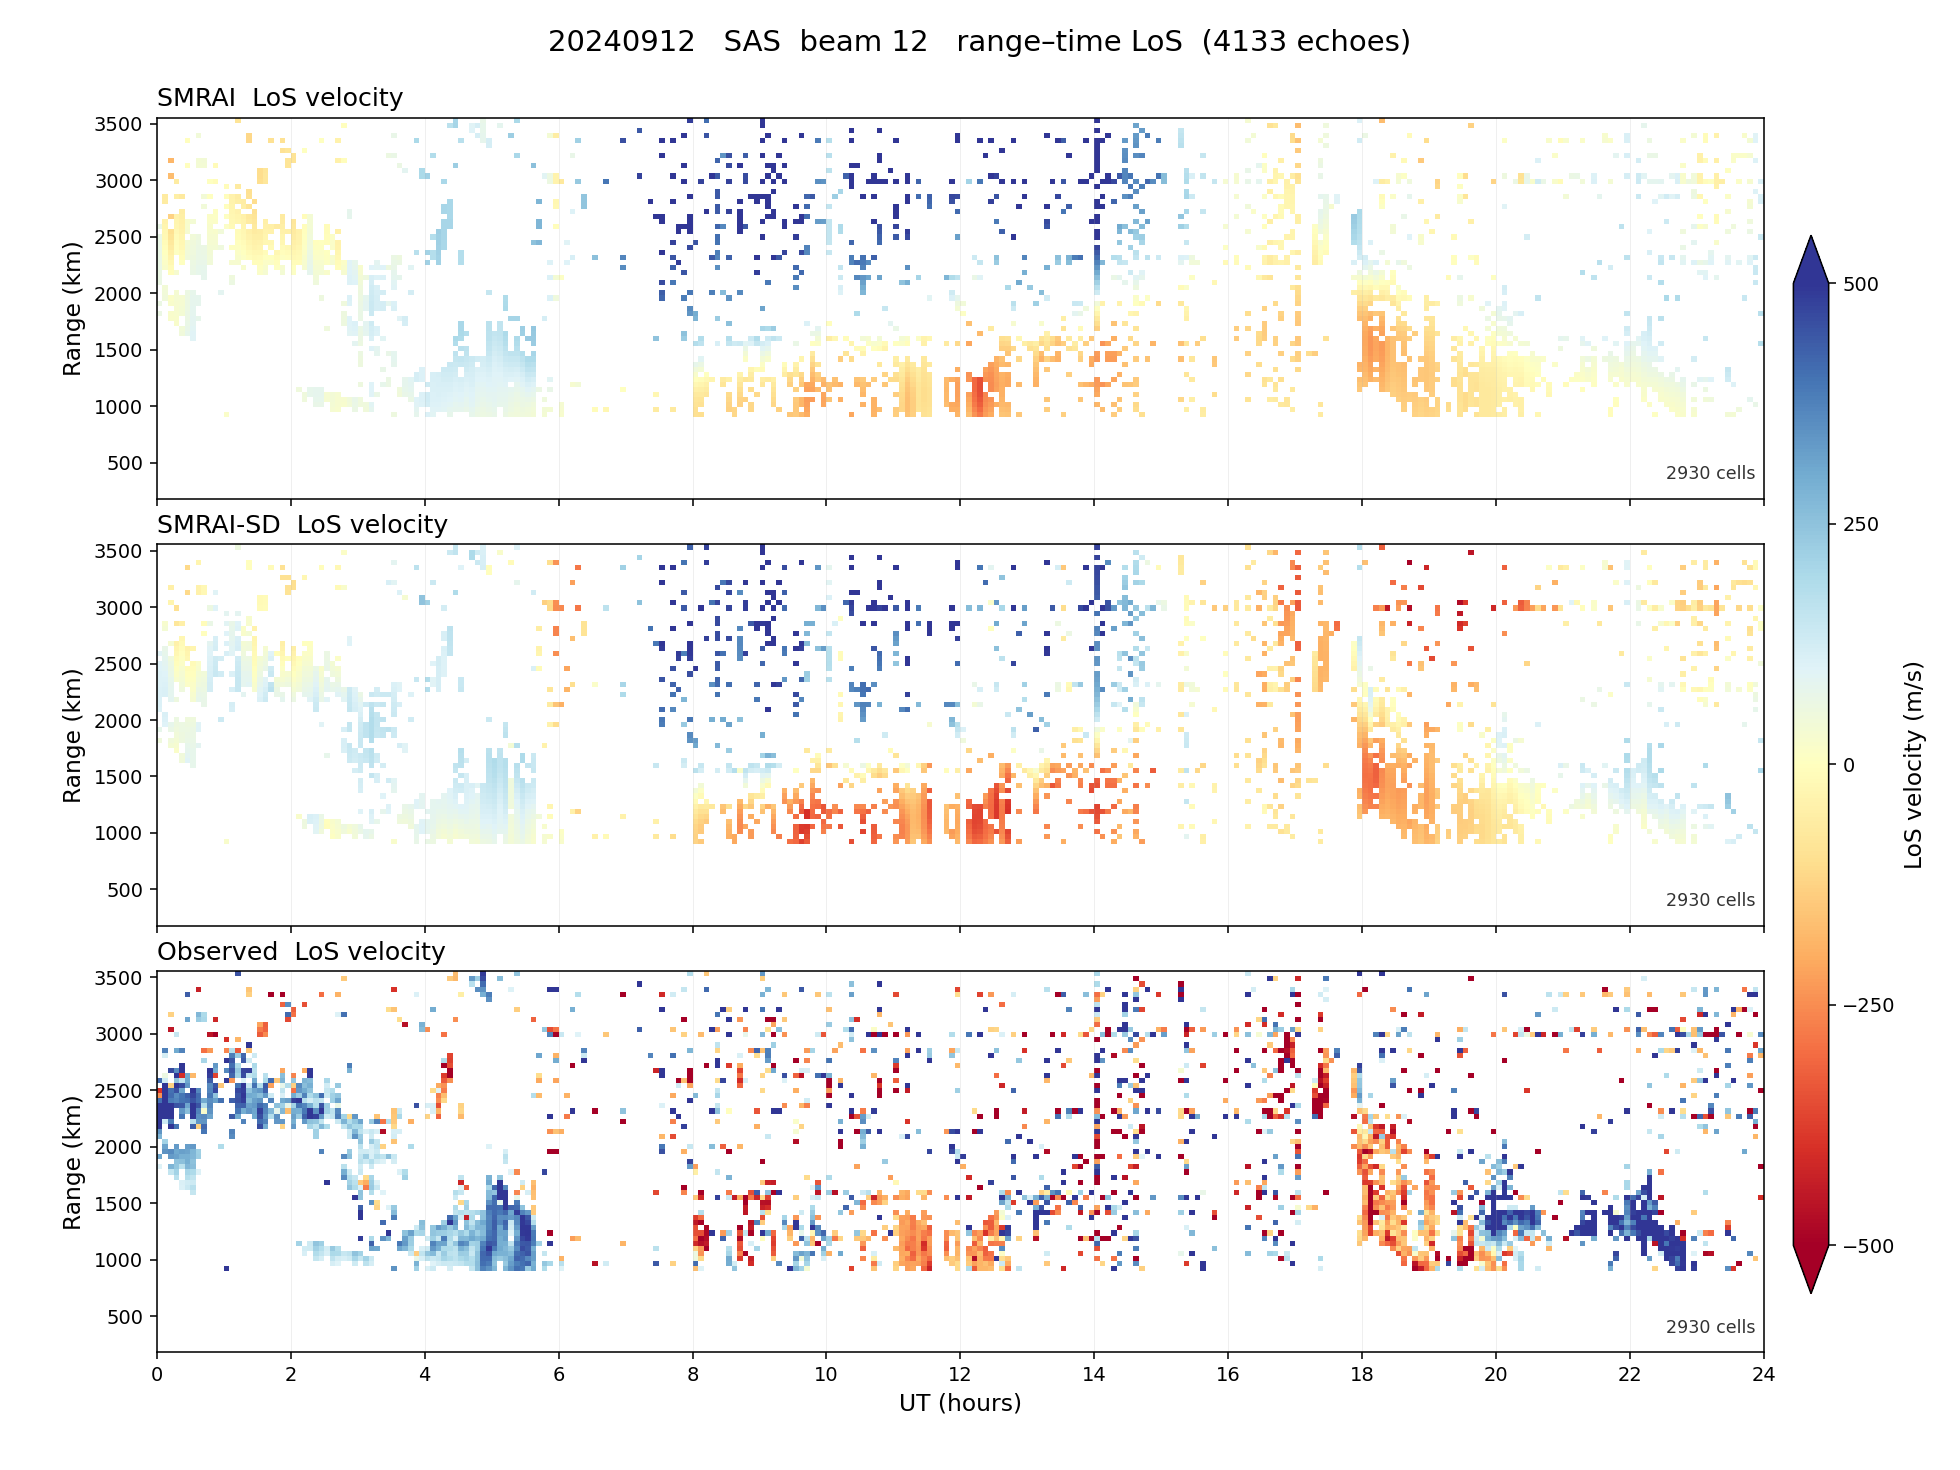 20240912   SAS  beam 12   range–time LoS  (4133 echoes)
SMRAI  LoS velocity
3500
3000
2500
2000
1500
1000
500
Range (km)
2930 cells
SMRAI-SD  LoS velocity
3500
3000
2500
2000
1500
1000
500
Range (km)
2930 cells
Observed  LoS velocity
3500
3000
2500
2000
1500
1000
500
Range (km)
2930 cells
0 2 4 6 8 10 12 14 16 18 20 22 24
UT (hours)
500
250
0
−250
−500
LoS velocity (m/s)